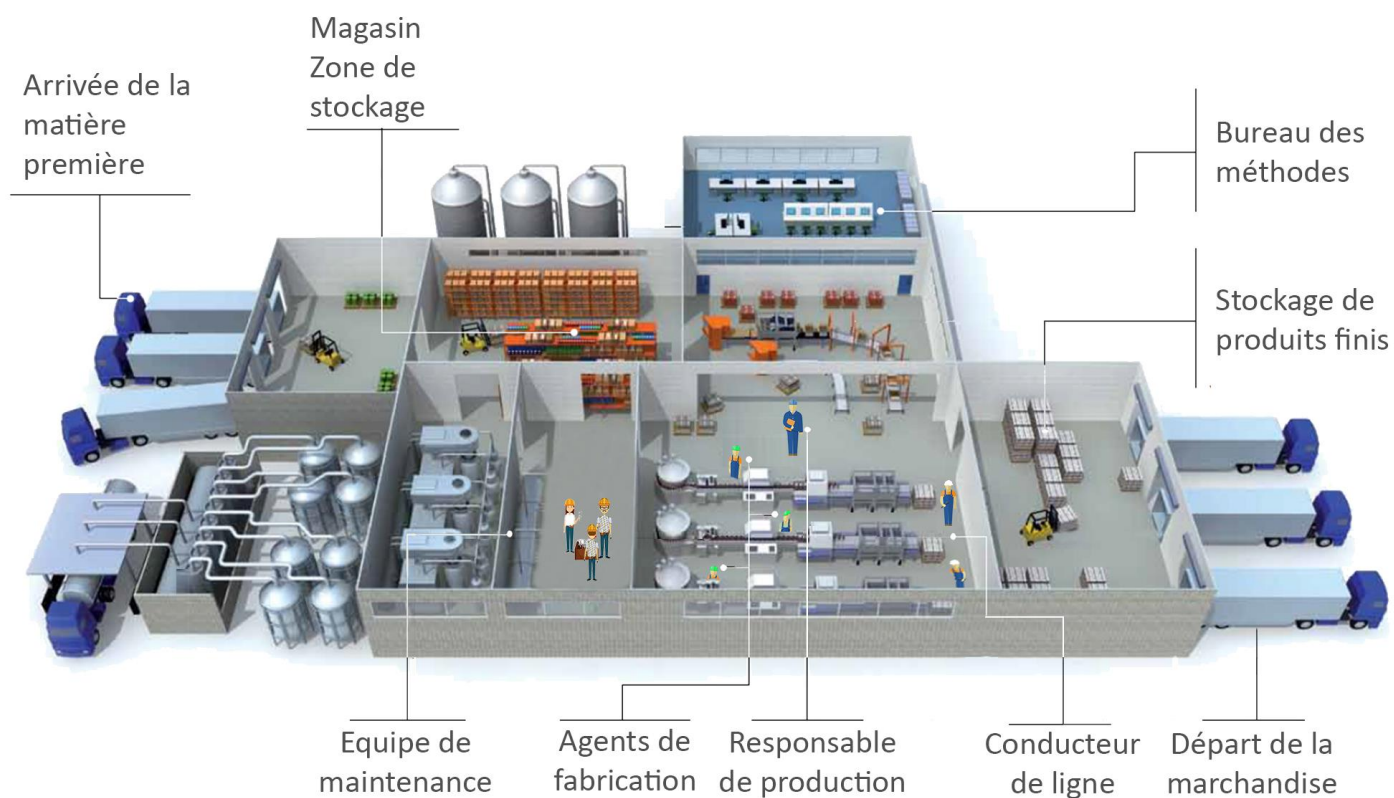 Magasin
Zone de
stockage
Arrivée de la
matière
première
Bureau des
méthodes
Stockage de
produits finis
Equipe de
maintenance
Agents de
fabrication
Responsable
de production
Conducteur
de ligne
Départ de la
marchandise